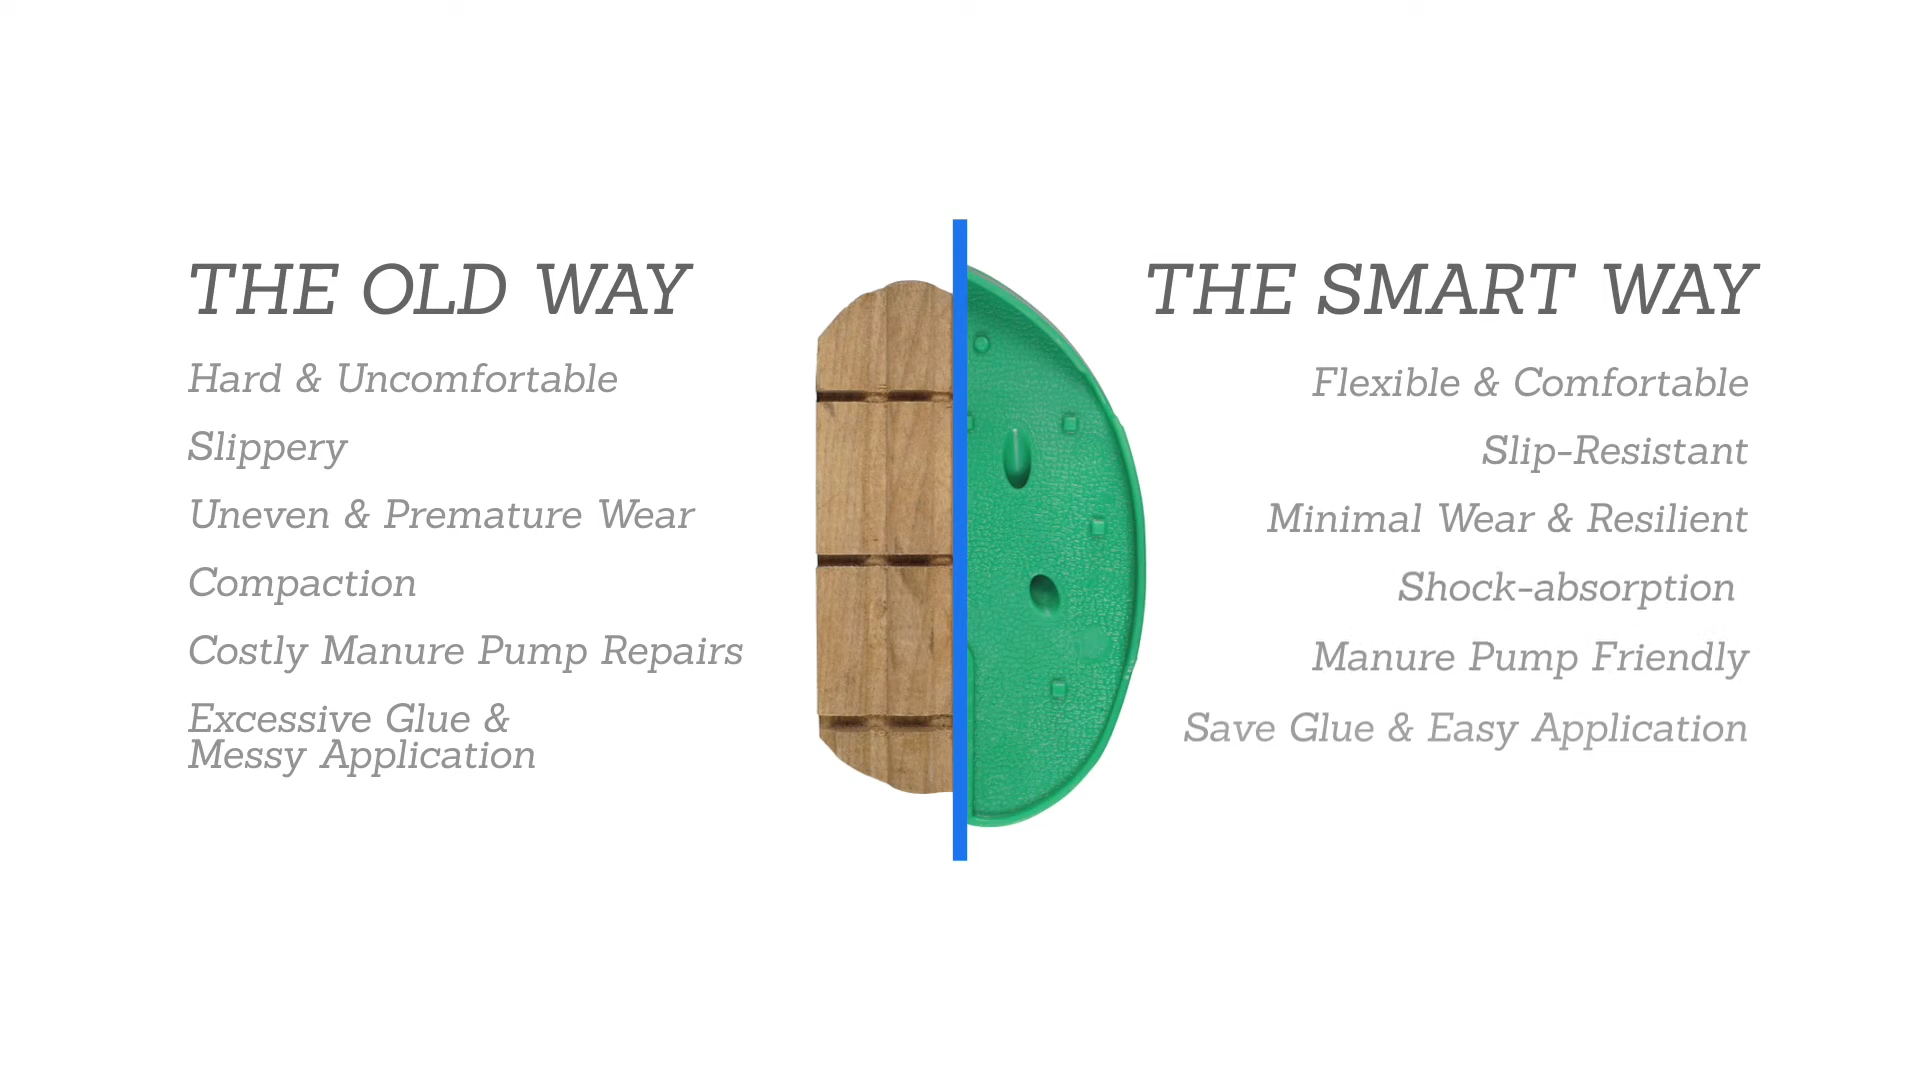 THE OLD WAY
Hard & Uncomfortable
Slippery
Uneven & Premature Wear
Compaction
Costly Manure Pump Repairs
Excessive Glue &
Messy Application
THE SMART WAY
Flexible & Comfortable
Slip-Resistant
Minimal Wear & Resilient
Shock-absorption
Manure Pump Friendly
Save Glue & Easy Application